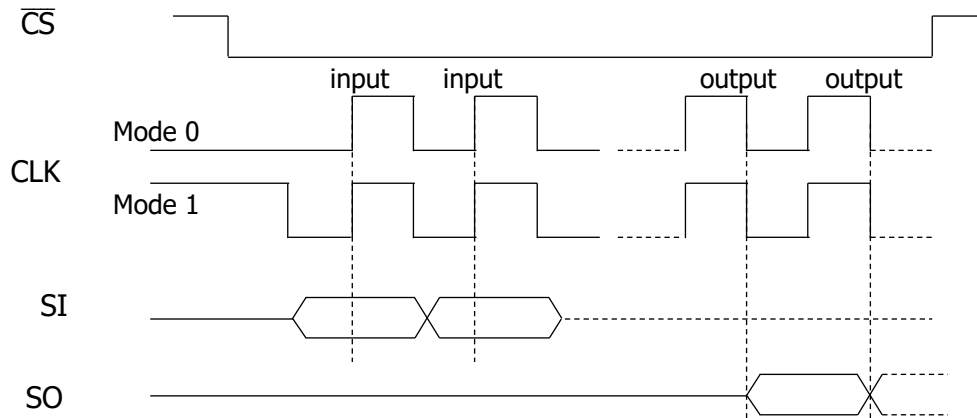 CS
input input output output
Mode 0
CLK
Mode 1
SI
SO